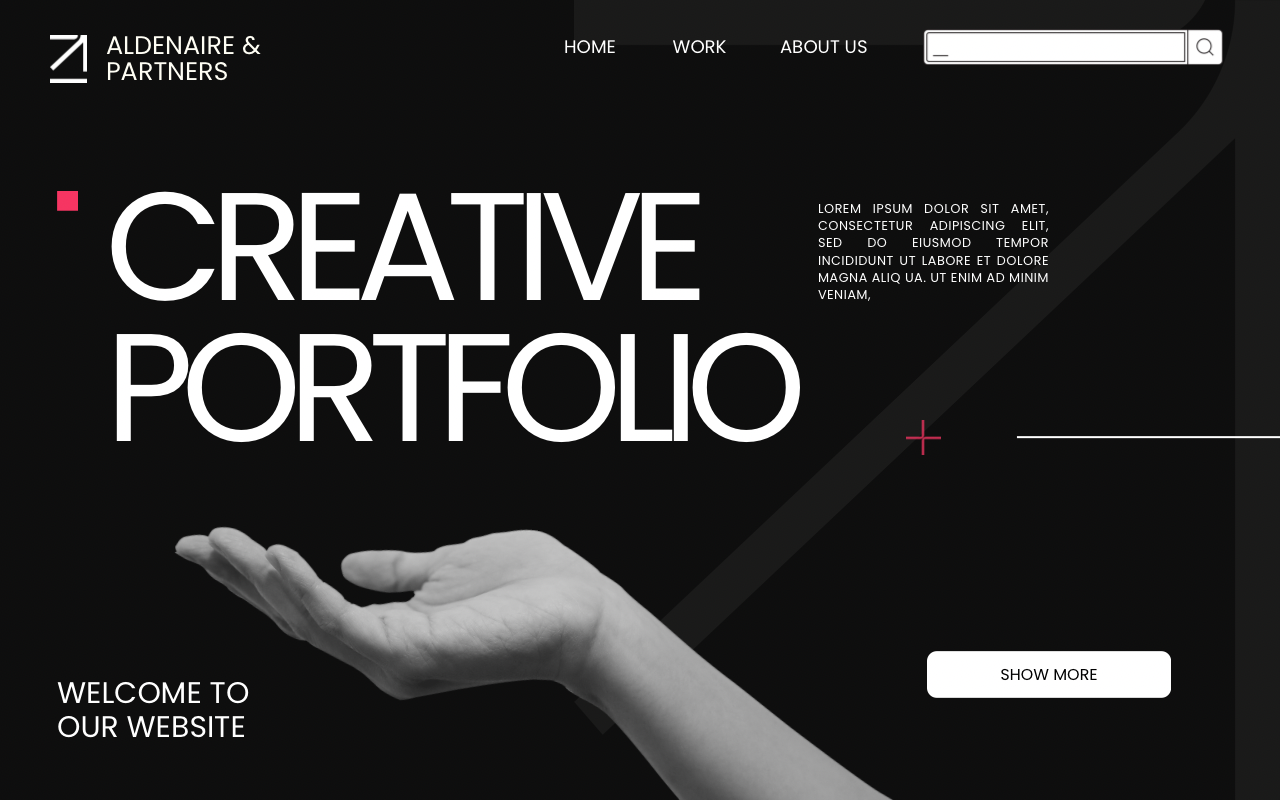 ALDENAIRE &
PARTNERS
HOME
WORK
ABOUT US
CREATIVE
PORTFOLIO
LOREM IPSUM DOLOR SIT AMET,
CONSECTETUR ADIPISCING ELIT,
SED DO EIUSMOD TEMPOR
INCIDIDUNT UT LABORE ET DOLORE
MAGNA ALIQ UA. UT ENIM AD MINIM
VENIAM,
WELCOME TO
OUR WEBSITE
SHOW MORE